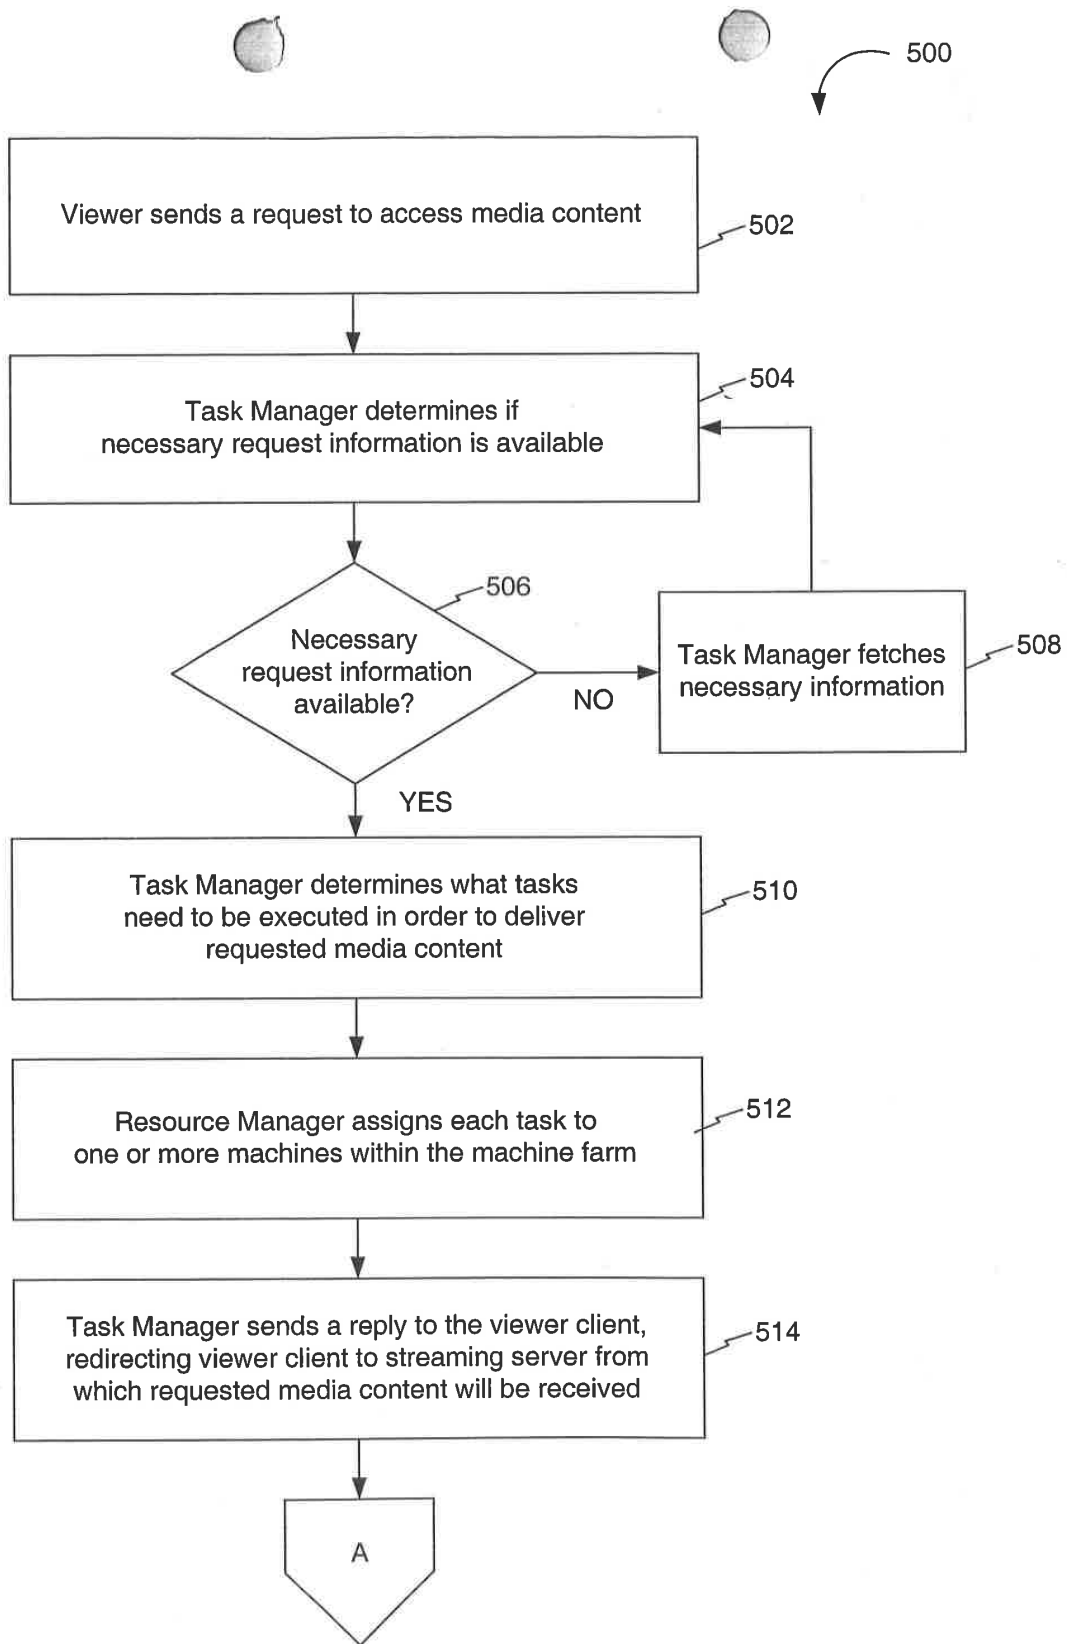 500
Viewer sends a request to access media content
502
504
Task Manager determines if
necessary request information is available
506
Necessary
request information
available?
NO
Task Manager fetches
necessary information
508
YES
Task Manager determines what tasks
need to be executed in order to deliver
requested media content
510
Resource Manager assigns each task to
one or more machines within the machine farm
512
Task Manager sends a reply to the viewer client,
redirecting viewer client to streaming server from
which requested media content will be received
514
A